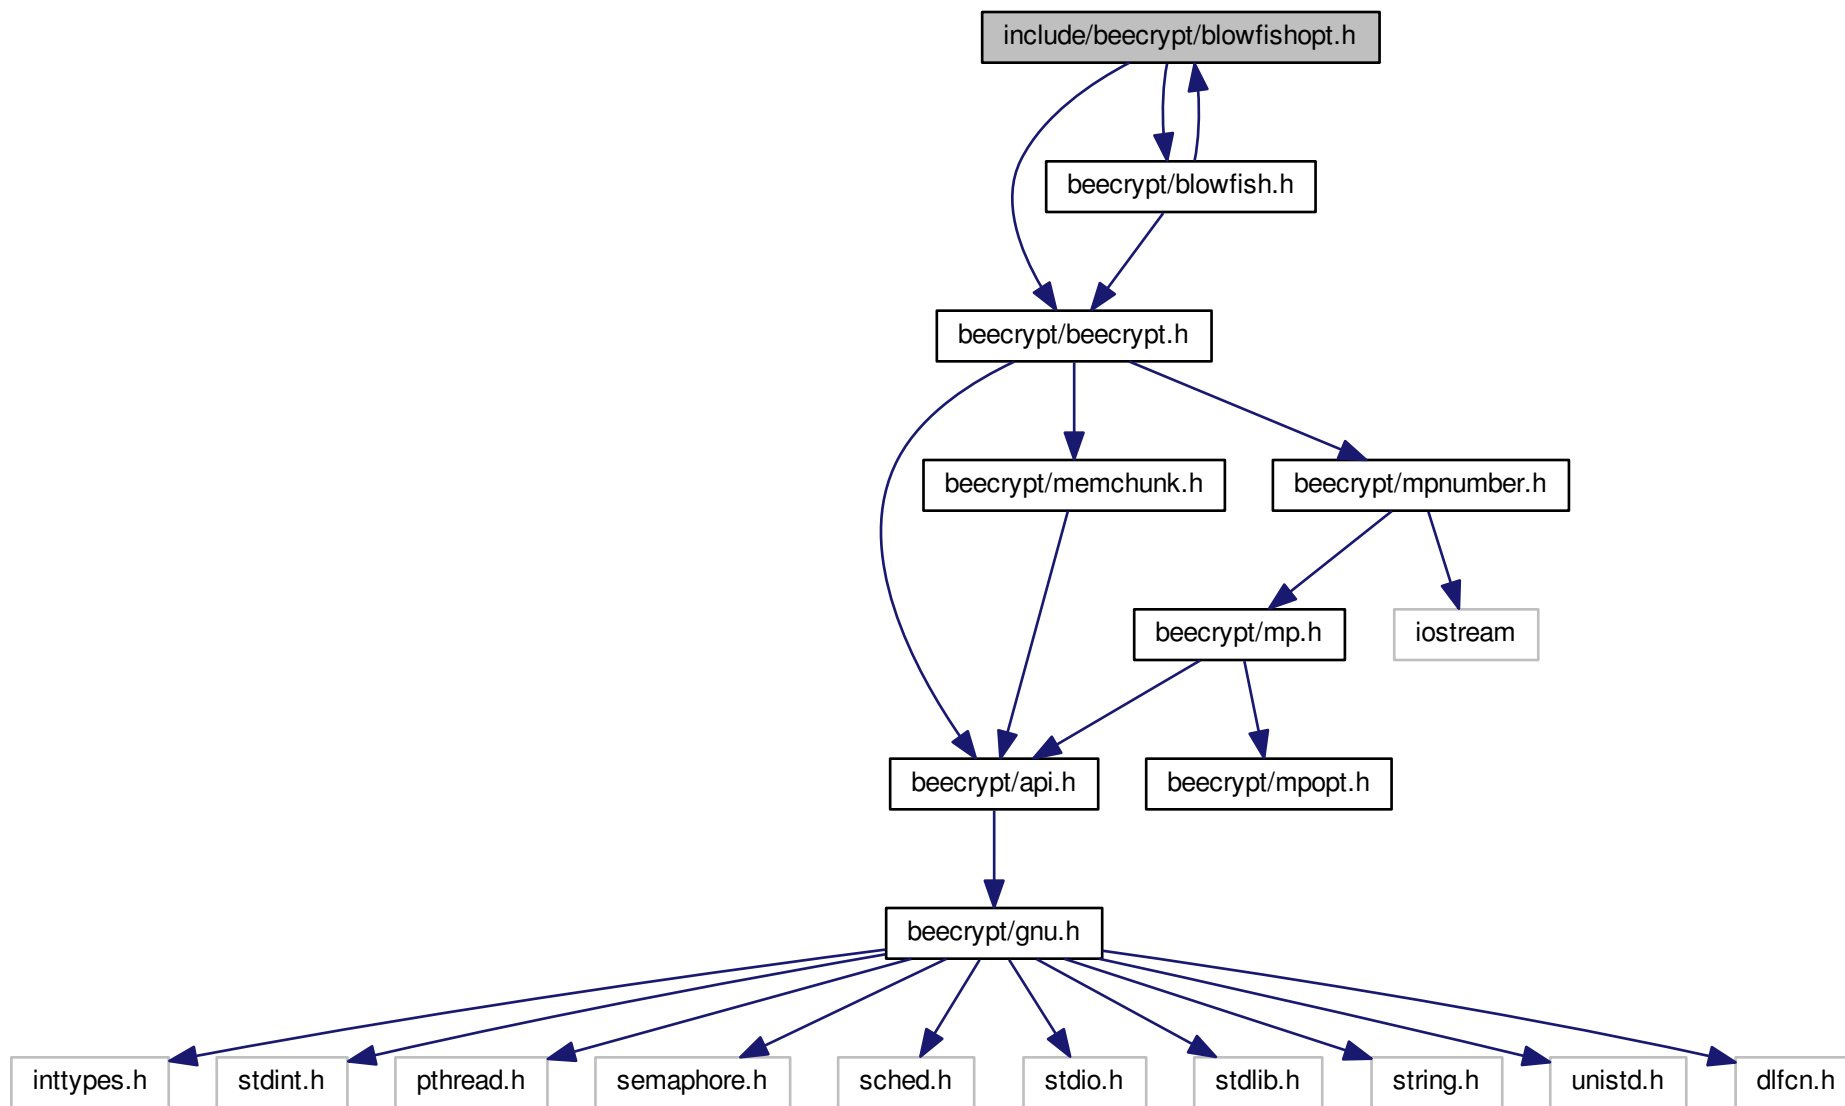 include/beecrypt/blowfishopt.h
beecrypt/blowfish.h
beecrypt/beecrypt.h
beecrypt/memchunk.h
beecrypt/mpnumber.h
beecrypt/mp.h
iostream
beecrypt/api.h
beecrypt/mpopt.h
beecrypt/gnu.h
inttypes.h
stdint.h
pthread.h
semaphore.h
sched.h
stdio.h
stdlib.h
string.h
unistd.h
dlfcn.h